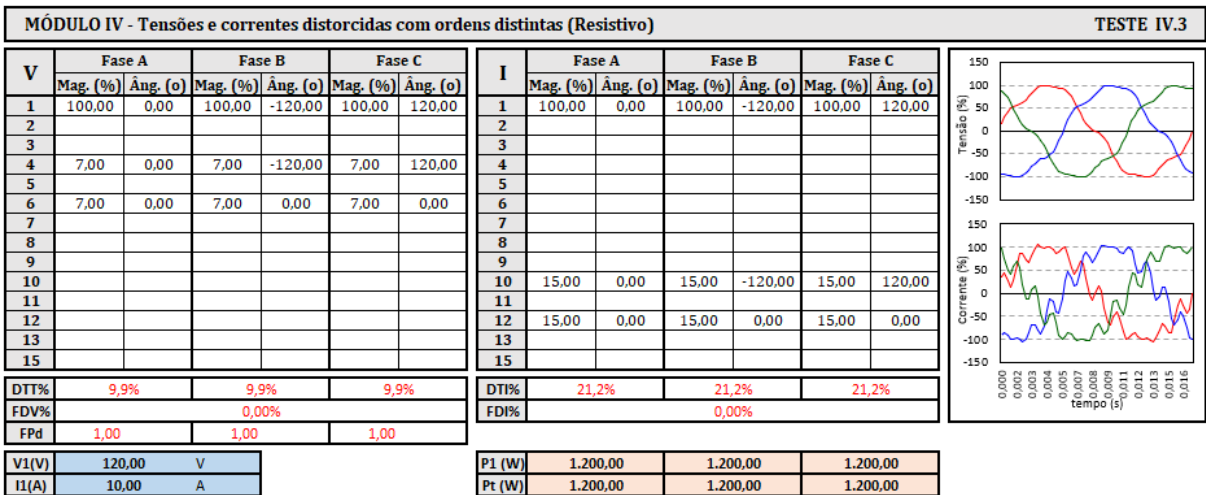 MÓDULO IV - Tensões e correntes distorcidas com ordens distintas (Resistivo) TESTE IV.3
V Fase A Fase B Fase C
Mag. (%) Âng. (o) Mag. (%) Âng. (o) Mag. (%) Âng. (o)
1 100,00 0,00 100,00 -120,00 100,00 120,00
2
3
4 7,00 0,00 7,00 -120,00 7,00 120,00
5
6 7,00 0,00 7,00 0,00 7,00 0,00
7
8
9
10
11
12
13
15
DTT% 9,9% 9,9% 9,9%
FDV% 0,00%
FPd 1,00 1,00 1,00
V1(V) 120,00 V
I1(A) 10,00 A
I Fase A Fase B Fase C
Mag. (%) Âng. (o) Mag. (%) Âng. (o) Mag. (%) Âng. (o)
1 100,00 0,00 100,00 -120,00 100,00 120,00
2
3
4
5
6
7
8
9
10 15,00 0,00 15,00 -120,00 15,00 120,00
11
12 15,00 0,00 15,00 0,00 15,00 0,00
13
15
DTI% 21,2% 21,2% 21,2%
FDI% 0,00%
P1 (W) 1.200,00 1.200,00 1.200,00
Pt (W) 1.200,00 1.200,00 1.200,00
Tensão (%)
150
100
50
0
-50
-100
-150
Corrente (%)
150
100
50
0
-50
-100
-150
0,000 0,002 0,003 0,004 0,006 0,007 0,008 0,009 0,011 0,012 0,013 0,015 0,016
tempo (s)